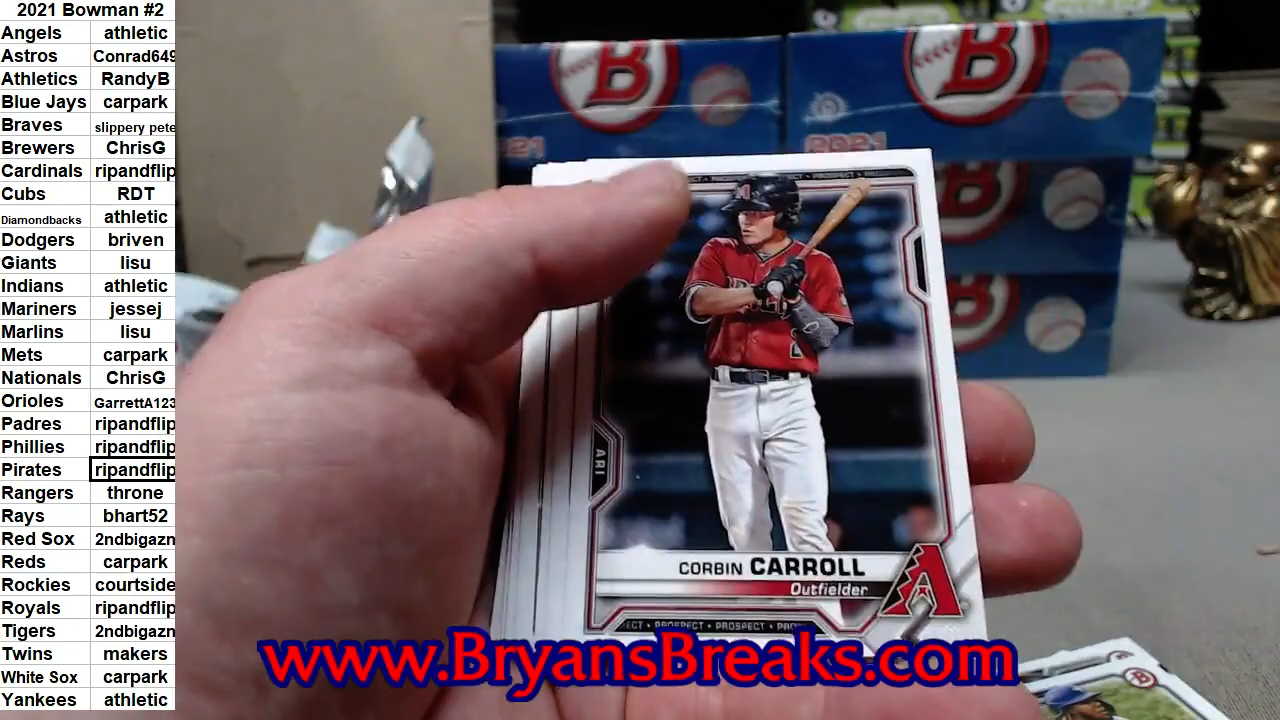 2021 Bowman #2
Angels athletic
Astros Conrad649
Athletics RandyB
Blue Jays carpark
Braves slippery pete
Brewers ChrisG
Cardinals ripandflip
Cubs RDT
Diamondbacks athletic
Dodgers briven
Giants lisu
Indians athletic
Mariners jessej
Marlins lisu
Mets carpark
Nationals ChrisG
Orioles GarrettA123
Padres ripandflip
Phillies ripandflip
Pirates ripandflip
Rangers throne
Rays bhart52
Red Sox 2ndbigazn
Reds carpark
Rockies courtside
Royals ripandflip
Tigers 2ndbigazn
Twins makers
White Sox carpark
Yankees athletic
B
B
21
2021
PROSPECT
ARI
CORBIN CARROLL
Outfielder
A
ECT · PROSPECT · PROSPECT ·
www.BryansBreaks.com
B